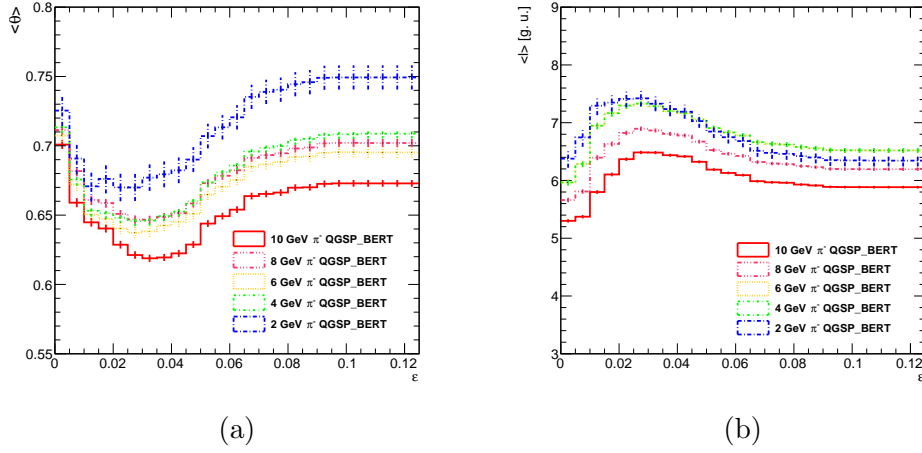 <θ>
0.8
0.75
0.7
0.65
0.6
0.55
0 0.02 0.04 0.06 0.08 0.1 0.12
ε
10 GeV π- QGSP_BERT
8 GeV π- QGSP_BERT
6 GeV π- QGSP_BERT
4 GeV π- QGSP_BERT
2 GeV π- QGSP_BERT
(a)
<l> [g. u.]
9
8
7
6
5
4
3
0 0.02 0.04 0.06 0.08 0.1 0.12
ε
10 GeV π- QGSP_BERT
8 GeV π- QGSP_BERT
6 GeV π- QGSP_BERT
4 GeV π- QGSP_BERT
2 GeV π- QGSP_BERT
(b)